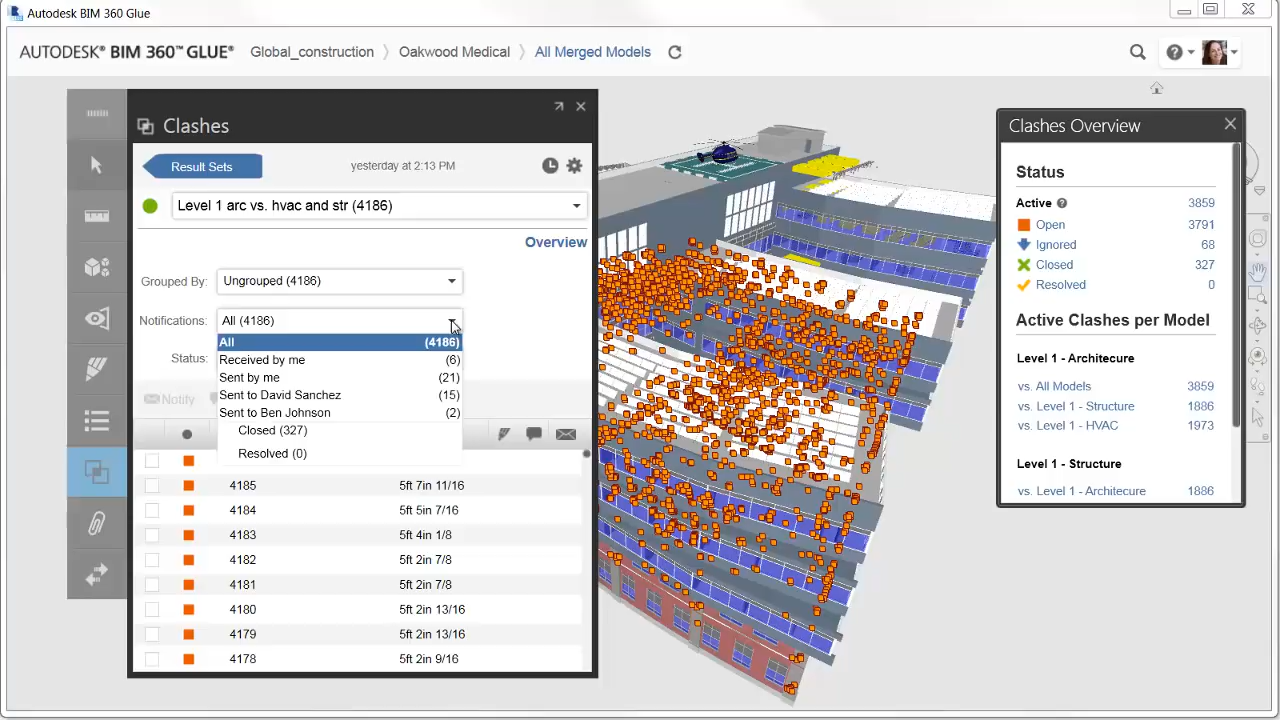 Autodesk BIM 360 Glue
AUTODESK® BIM 360™ GLUE® Global_construction Oakwood Medical All Merged Models
Clashes
Result Sets yesterday at 2:13 PM
Level 1 arc vs. hvac and str (4186)
Overview
Grouped By: Ungrouped (4186)
Notifications: All (4186)
All (4186)
Received by me (6)
Status:
Sent by me (21)
Sent to David Sanchez (15)
Notify
Sent to Ben Johnson (2)
Closed (327)
Resolved (0)
4185 5ft 7in 11/16
4184 5ft 5in 7/16
4183 5ft 4in 1/8
4182 5ft 2in 7/8
4181 5ft 2in 7/8
4180 5ft 2in 13/16
4179 5ft 2in 13/16
4178 5ft 2in 9/16
Clashes Overview
Status
Active 3859
Open 3791
Ignored 68
Closed 327
Resolved 0
Active Clashes per Model
Level 1 - Architecure
vs. All Models 3859
vs. Level 1 - Structure 1886
vs. Level 1 - HVAC 1973
Level 1 - Structure
vs. Level 1 - Architecure 1886